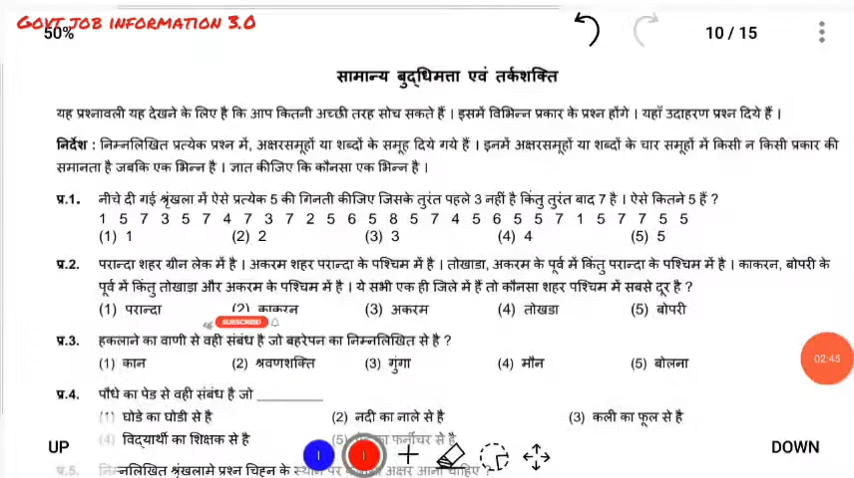 GOVT JOB INFORMATION 3.0
50%
10 / 15
सामान्य बुद्धिमत्ता एवं तर्कशक्ति
यह प्रश्नावली यह देखने के लिए है कि आप कितनी अच्छी तरह सोच सकते हैं । इसमें विभिन्न प्रकार के प्रश्न होंगे । यहाँ उदाहरण प्रश्न दिये हैं ।
निर्देश : निम्नलिखित प्रत्येक प्रश्न में, अक्षरसमूहों या शब्दों के समूह दिये गये हैं । इनमें अक्षरसमूहों या शब्दों के चार समूहों में किसी न किसी प्रकार की
समानता है जबकि एक भिन्न है । ज्ञात कीजिए कि कौनसा एक भिन्न है ।
प्र.1. नीचे दी गई श्रृंखला में ऐसे प्रत्येक 5 की गिनती कीजिए जिसके तुरंत पहले 3 नहीं है किंतु तुरंत बाद 7 है । ऐसे कितने 5 हैं ?
1 5 7 3 5 7 4 7 3 7 2 5 6 5 8 5 7 4 5 6 5 5 7 1 5 7 7 5 5
(1) 1 (2) 2 (3) 3 (4) 4 (5) 5
प्र.2. परान्दा शहर ग्रीन लेक में है । अकरम शहर परान्दा के पश्चिम में है । तोखाडा, अकरम के पूर्व में किंतु परान्दा के पश्चिम में है । काकरन, बोपरी के
पूर्व में किंतु तोखाडा और अकरम के पश्चिम में है । ये सभी एक ही जिले में हैं तो कौनसा शहर पश्चिम में सबसे दूर है ?
(1) परान्दा (2) काकरन (3) अकरम (4) तोखडा (5) बोपरी
SUBSCRIBED
प्र.3. हकलाने का वाणी से वही संबंध है जो बहरेपन का निम्नलिखित से है ?
(1) कान (2) श्रवणशक्ति (3) गुंगा (4) मौन (5) बोलना
02:45
प्र.4. पौधे का पेड से वही संबंध है जो
(1) घोडे का घोडी से है (2) नदी का नाले से है (3) कली का फूल से है
(4) विद्यार्थी का शिक्षक से है (5) का फर्नीचर से है
UP
DOWN
प्र.5. निम्नलिखित श्रृंखलामे प्रश्न चिह्न के स्थान पर अक्षर आना चाहिए ?